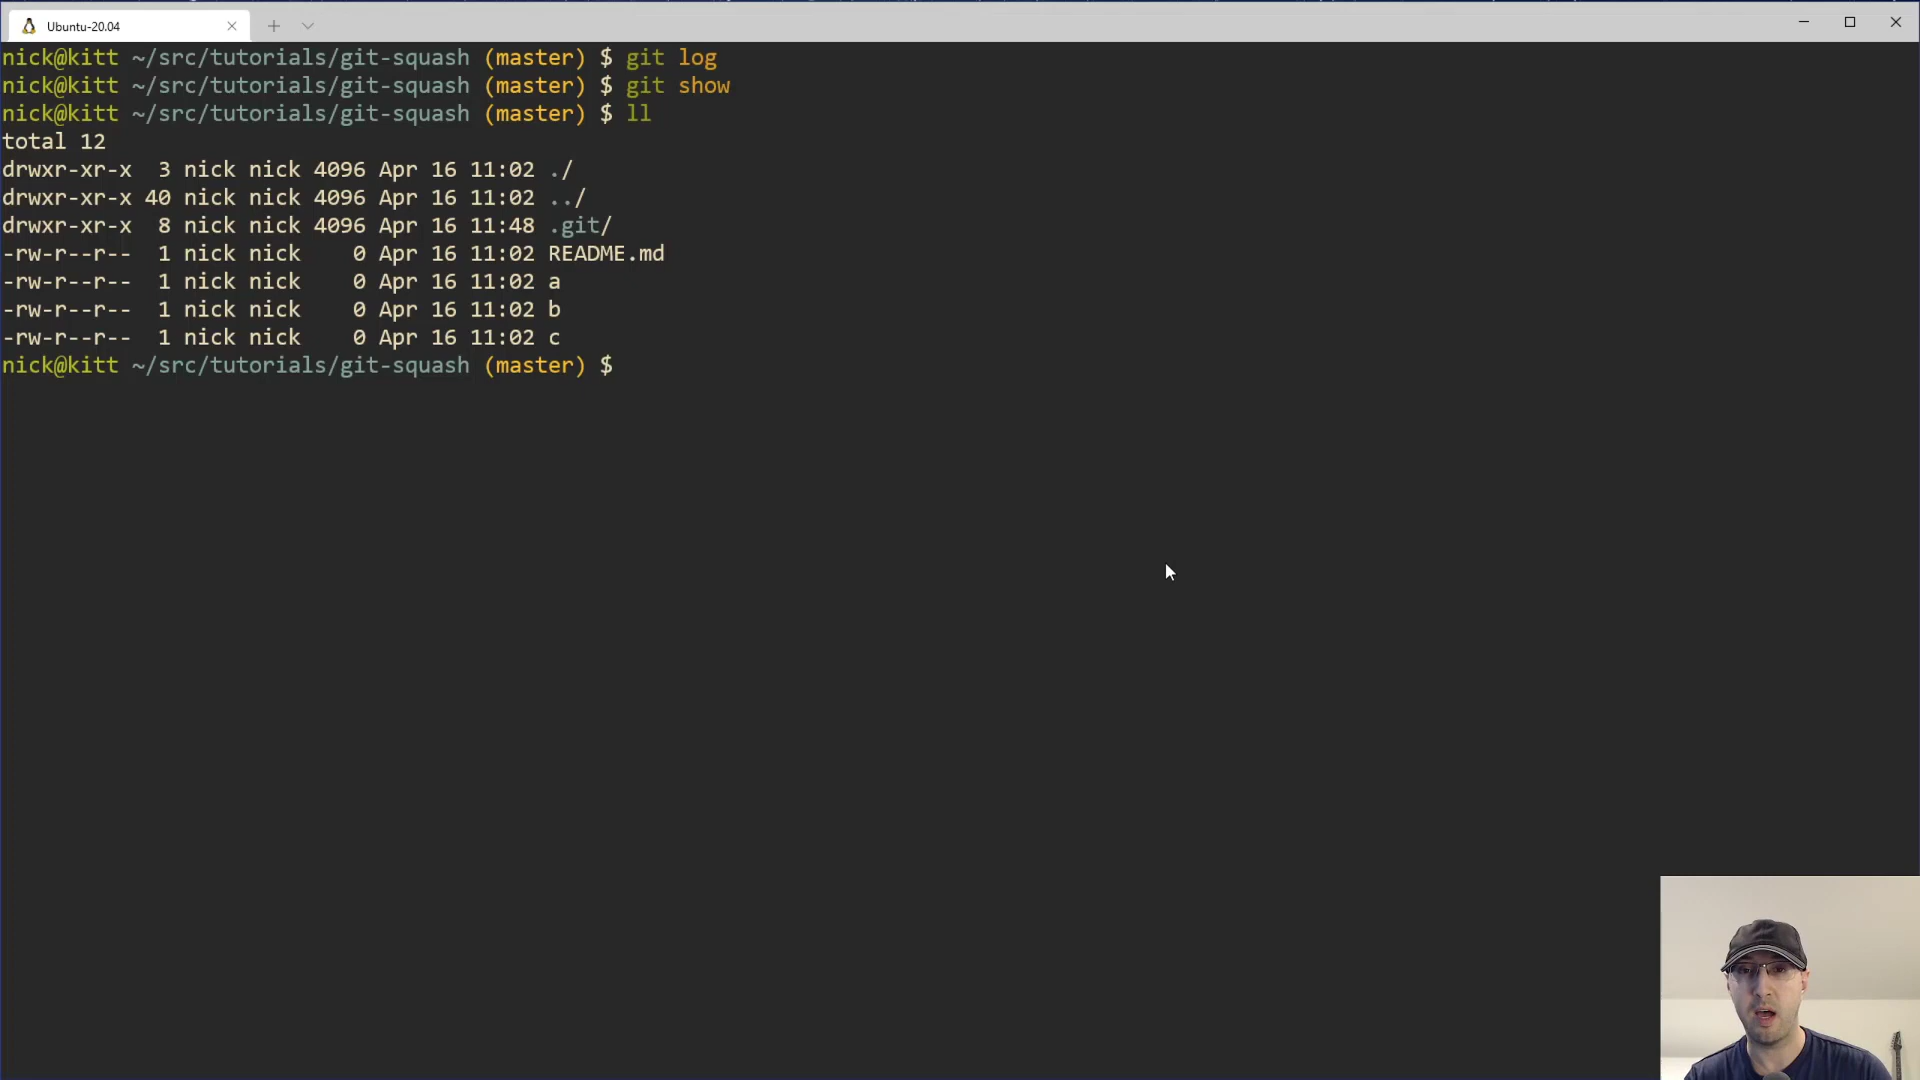 Ubuntu-20.04
nick@kitt ~/src/tutorials/git-squash (master) $ git log
nick@kitt ~/src/tutorials/git-squash (master) $ git show
nick@kitt ~/src/tutorials/git-squash (master) $ ll
total 12
drwxr-xr-x  3 nick nick 4096 Apr 16 11:02 ./
drwxr-xr-x 40 nick nick 4096 Apr 16 11:02 ../
drwxr-xr-x  8 nick nick 4096 Apr 16 11:48 .git/
-rw-r--r--  1 nick nick    0 Apr 16 11:02 README.md
-rw-r--r--  1 nick nick    0 Apr 16 11:02 a
-rw-r--r--  1 nick nick    0 Apr 16 11:02 b
-rw-r--r--  1 nick nick    0 Apr 16 11:02 c
nick@kitt ~/src/tutorials/git-squash (master) $